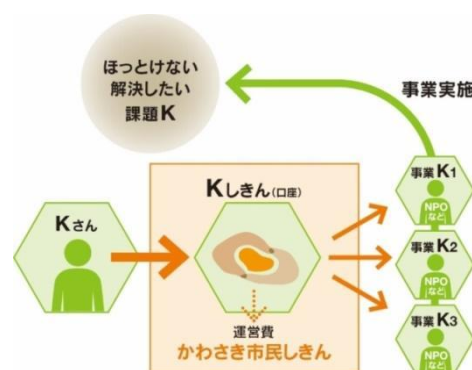 ほっとけない
解決したい
課題K
事業実施
Kさん
Kしきん(口座)
運営費
かわさき市民しきん
事業K1
NPO
など
事業K2
NPO
など
事業K3
NPO
など